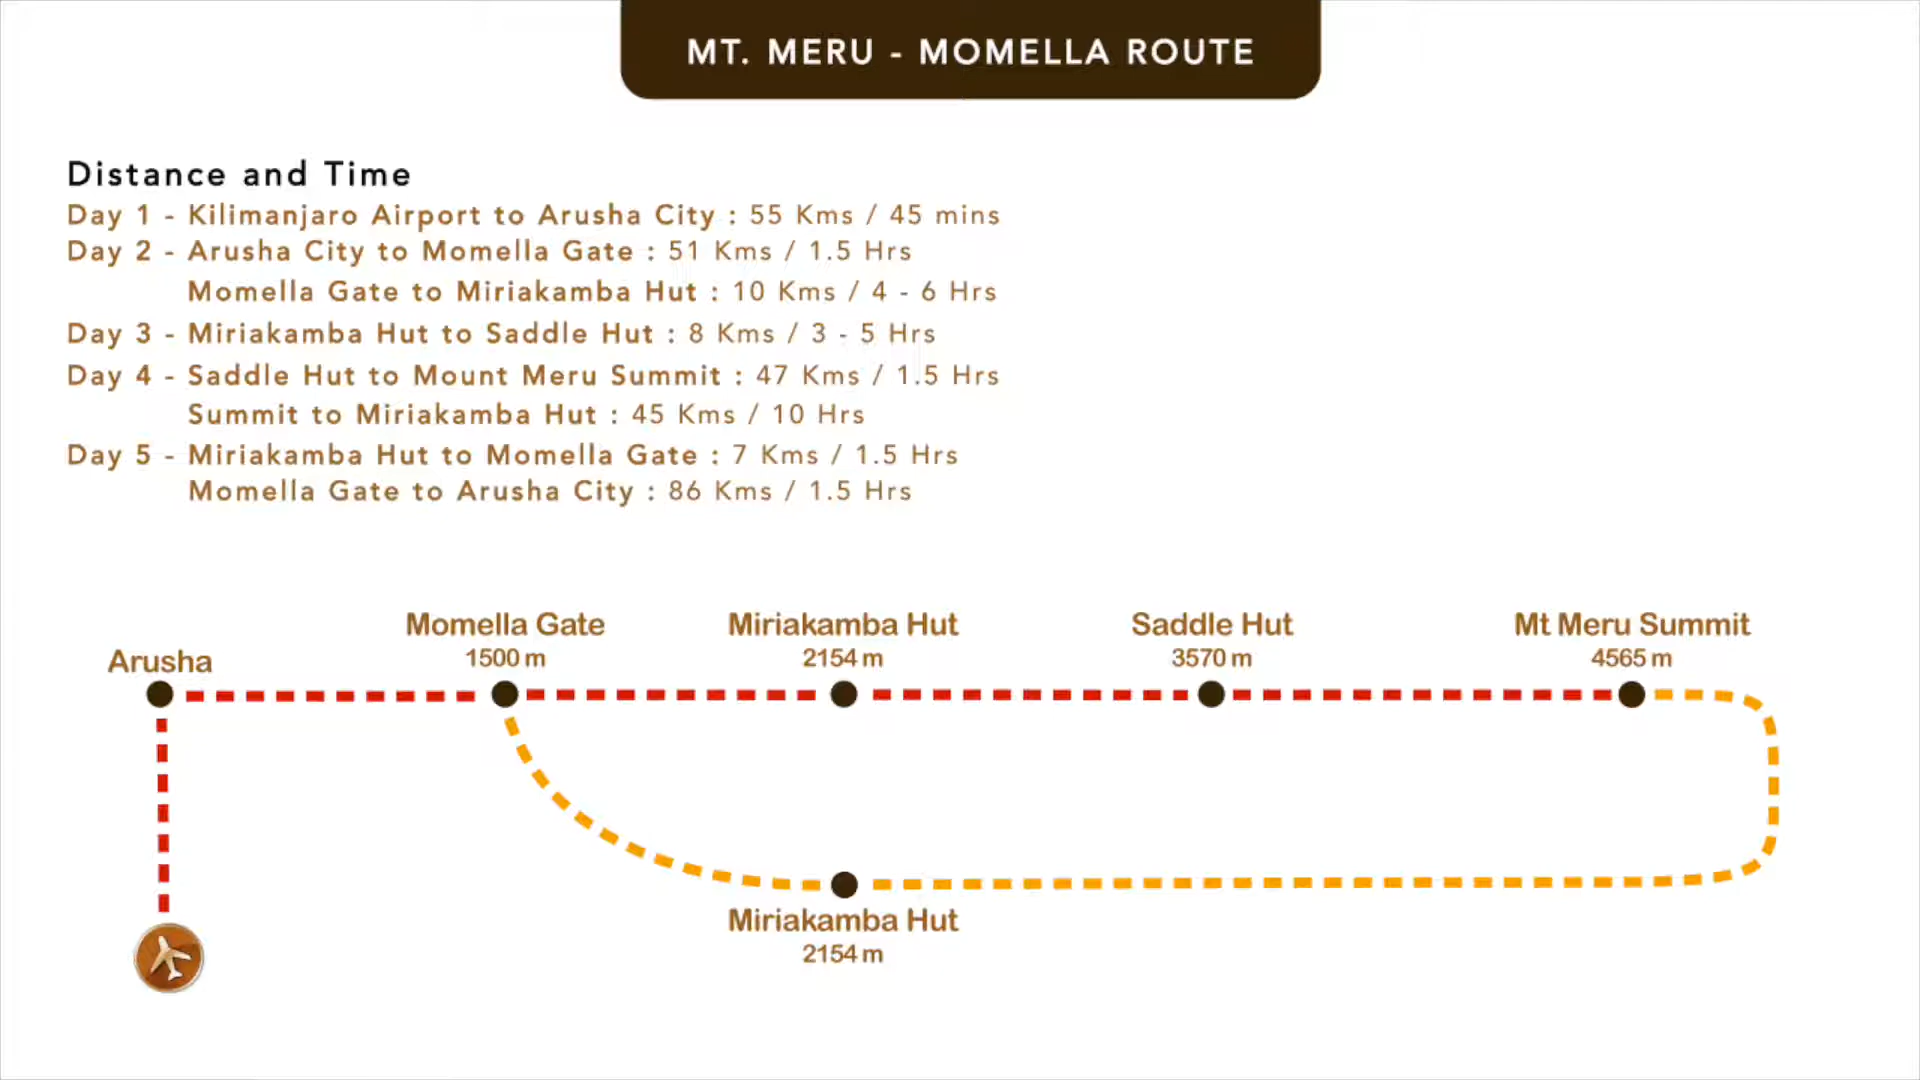 MT. MERU - MOMELLA ROUTE
Distance and Time
Day 1 - Kilimanjaro Airport to Arusha City : 55 Kms / 45 mins
Day 2 - Arusha City to Momella Gate : 51 Kms / 1.5 Hrs
Momella Gate to Miriakamba Hut : 10 Kms / 4 - 6 Hrs
Day 3 - Miriakamba Hut to Saddle Hut : 8 Kms / 3 - 5 Hrs
Day 4 - Saddle Hut to Mount Meru Summit : 47 Kms / 1.5 Hrs
Summit to Miriakamba Hut : 45 Kms / 10 Hrs
Day 5 - Miriakamba Hut to Momella Gate : 7 Kms / 1.5 Hrs
Momella Gate to Arusha City : 86 Kms / 1.5 Hrs
Arusha
Momella Gate
1500 m
Miriakamba Hut
2154 m
Saddle Hut
3570 m
Mt Meru Summit
4565 m
Miriakamba Hut
2154 m